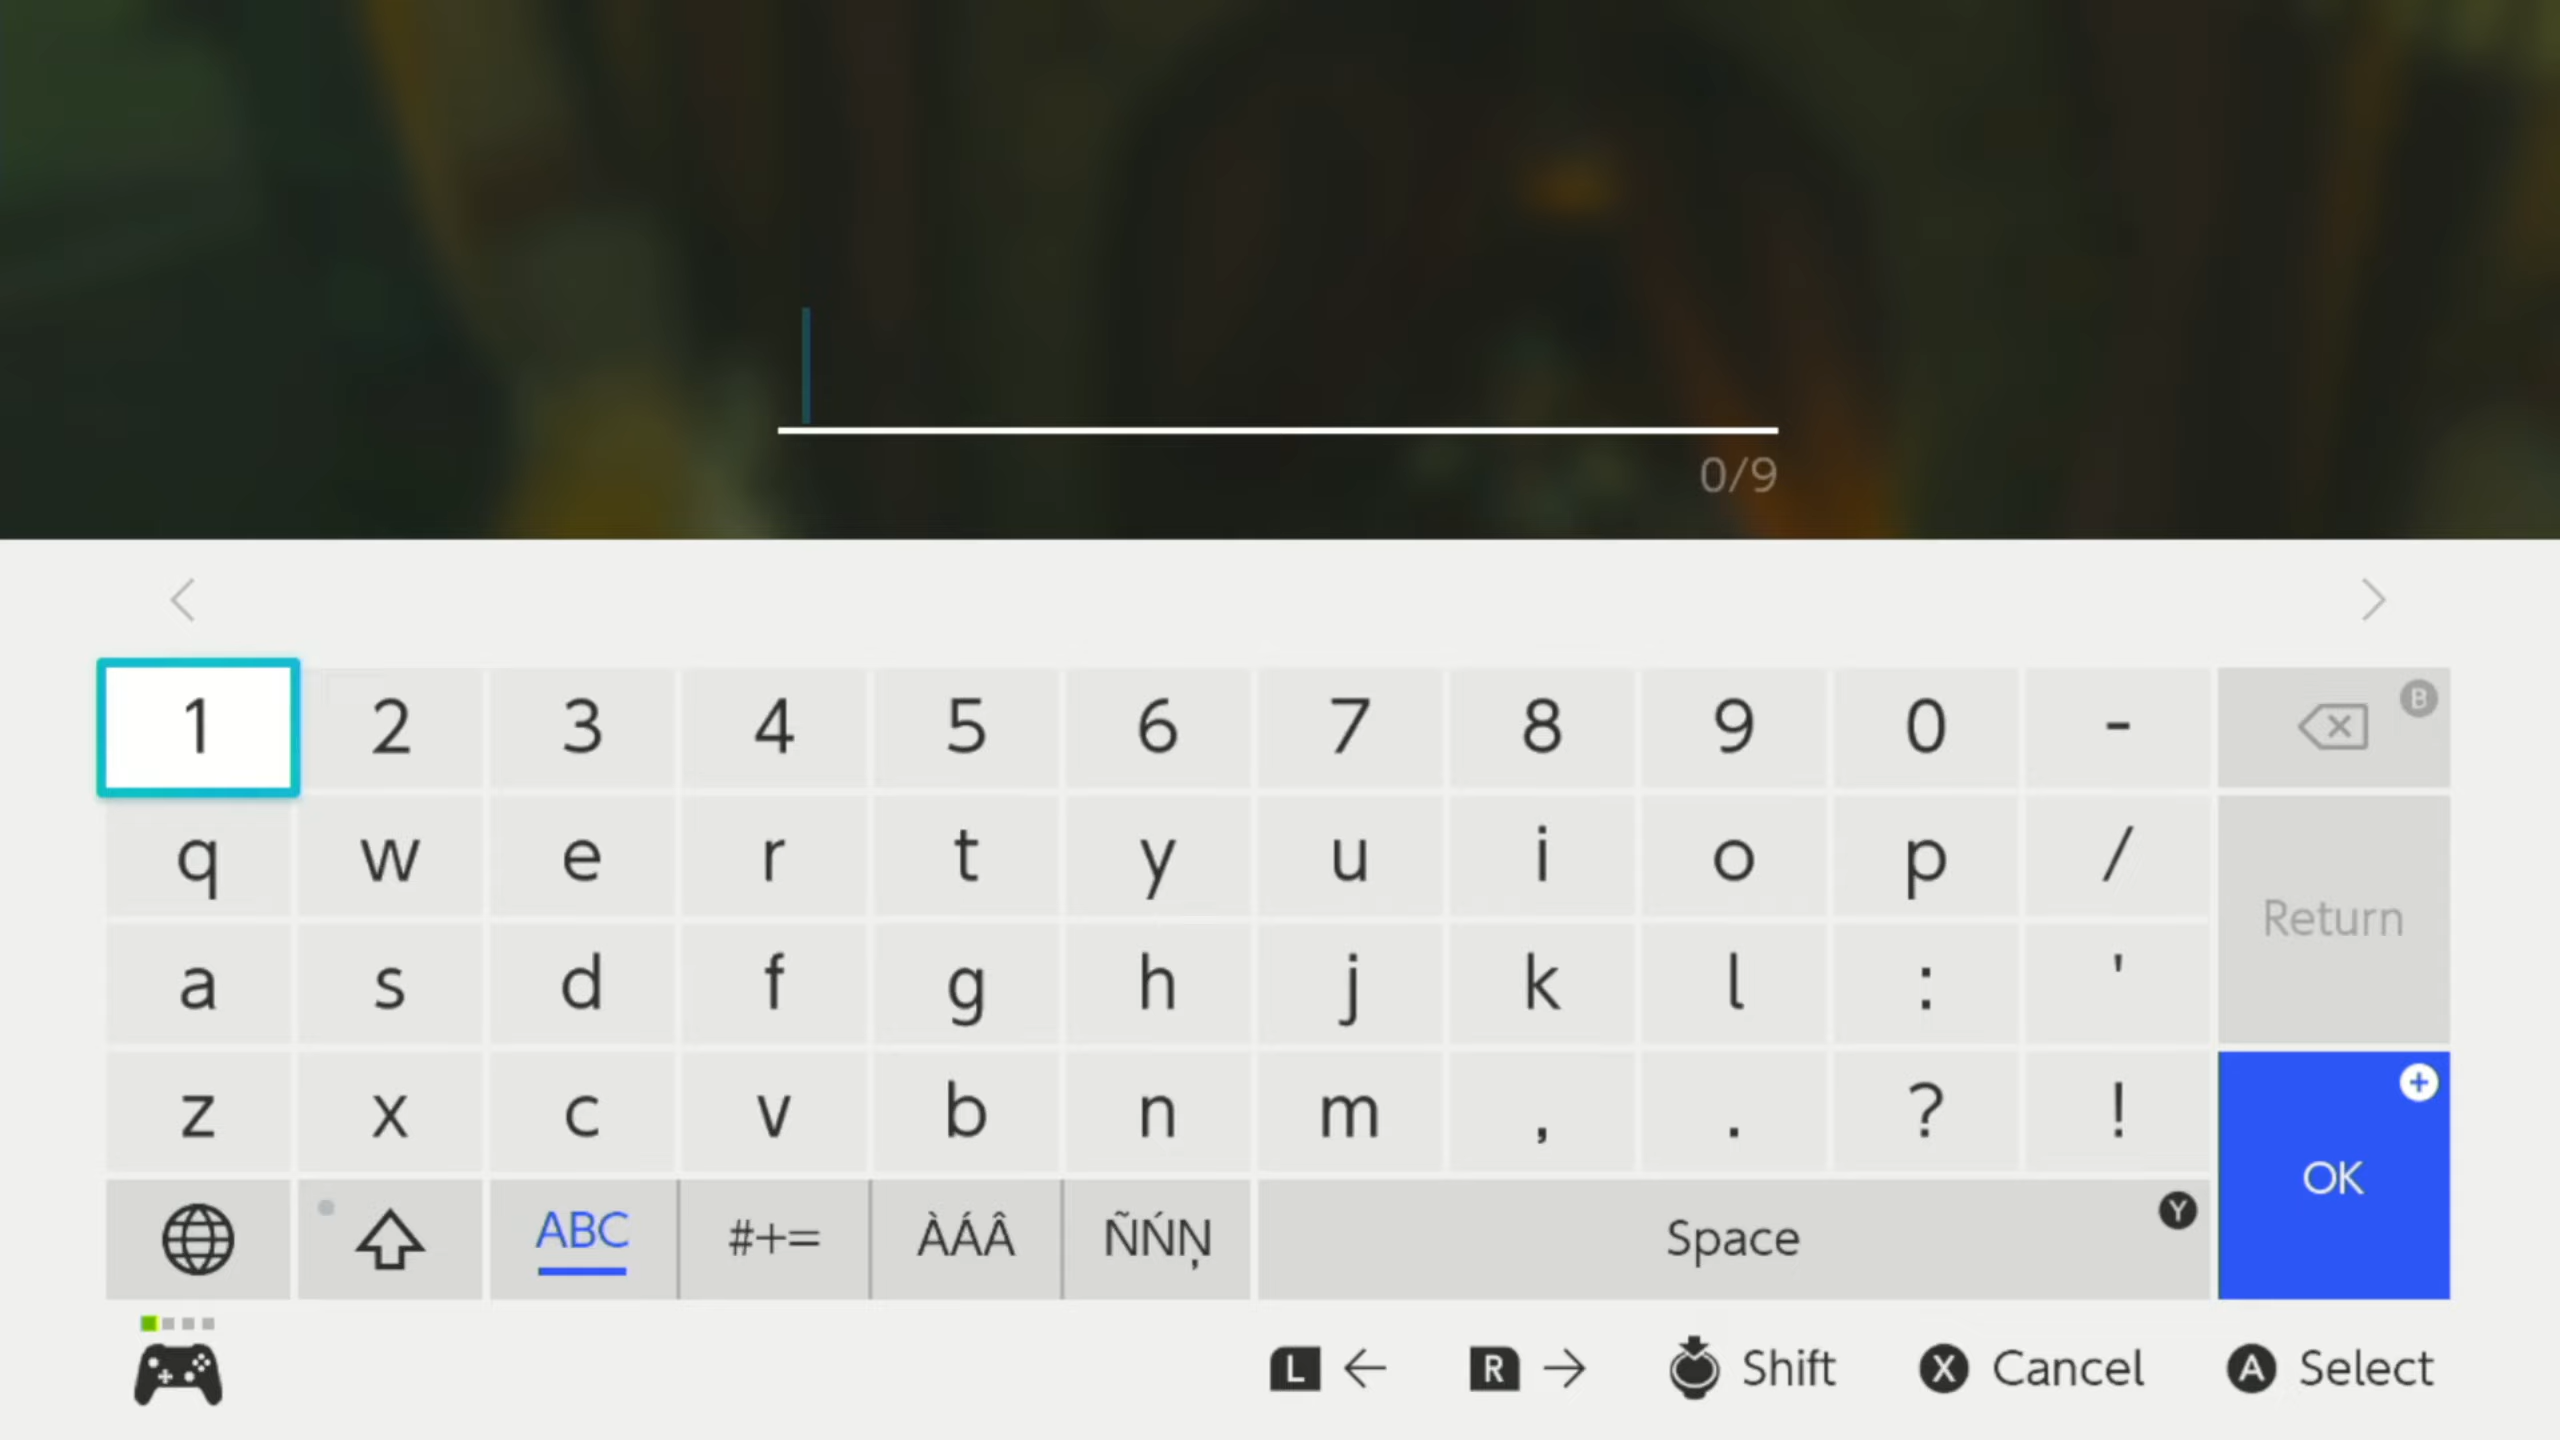 0/9
1 2 3 4 5 6 7 8 9 0 - B
q w e r t y u i o p /
Return
a s d f g h j k l : '
z x c v b n m , . ? !
OK
ABC #+= ÀÁÂ ÑŃŅ Space Y
L ← R → Shift X Cancel A Select